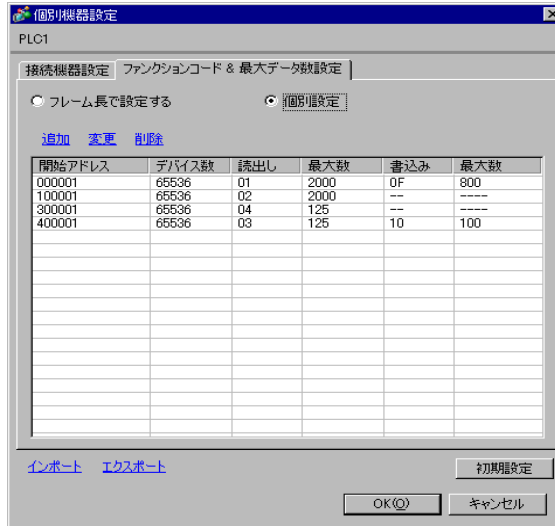 個別機器設定
PLC1
接続機器設定 ファンクションコード & 最大データ数設定
フレーム長で設定する 個別設定
追加 変更 削除
開始アドレス デバイス数 読出し 最大数 書込み 最大数
000001 65536 01 2000 0F 800
100001 65536 02 2000 -- ----
300001 65536 04 125 -- ----
400001 65536 03 125 10 100
インポート エクスポート 初期設定
OK(O) キャンセル